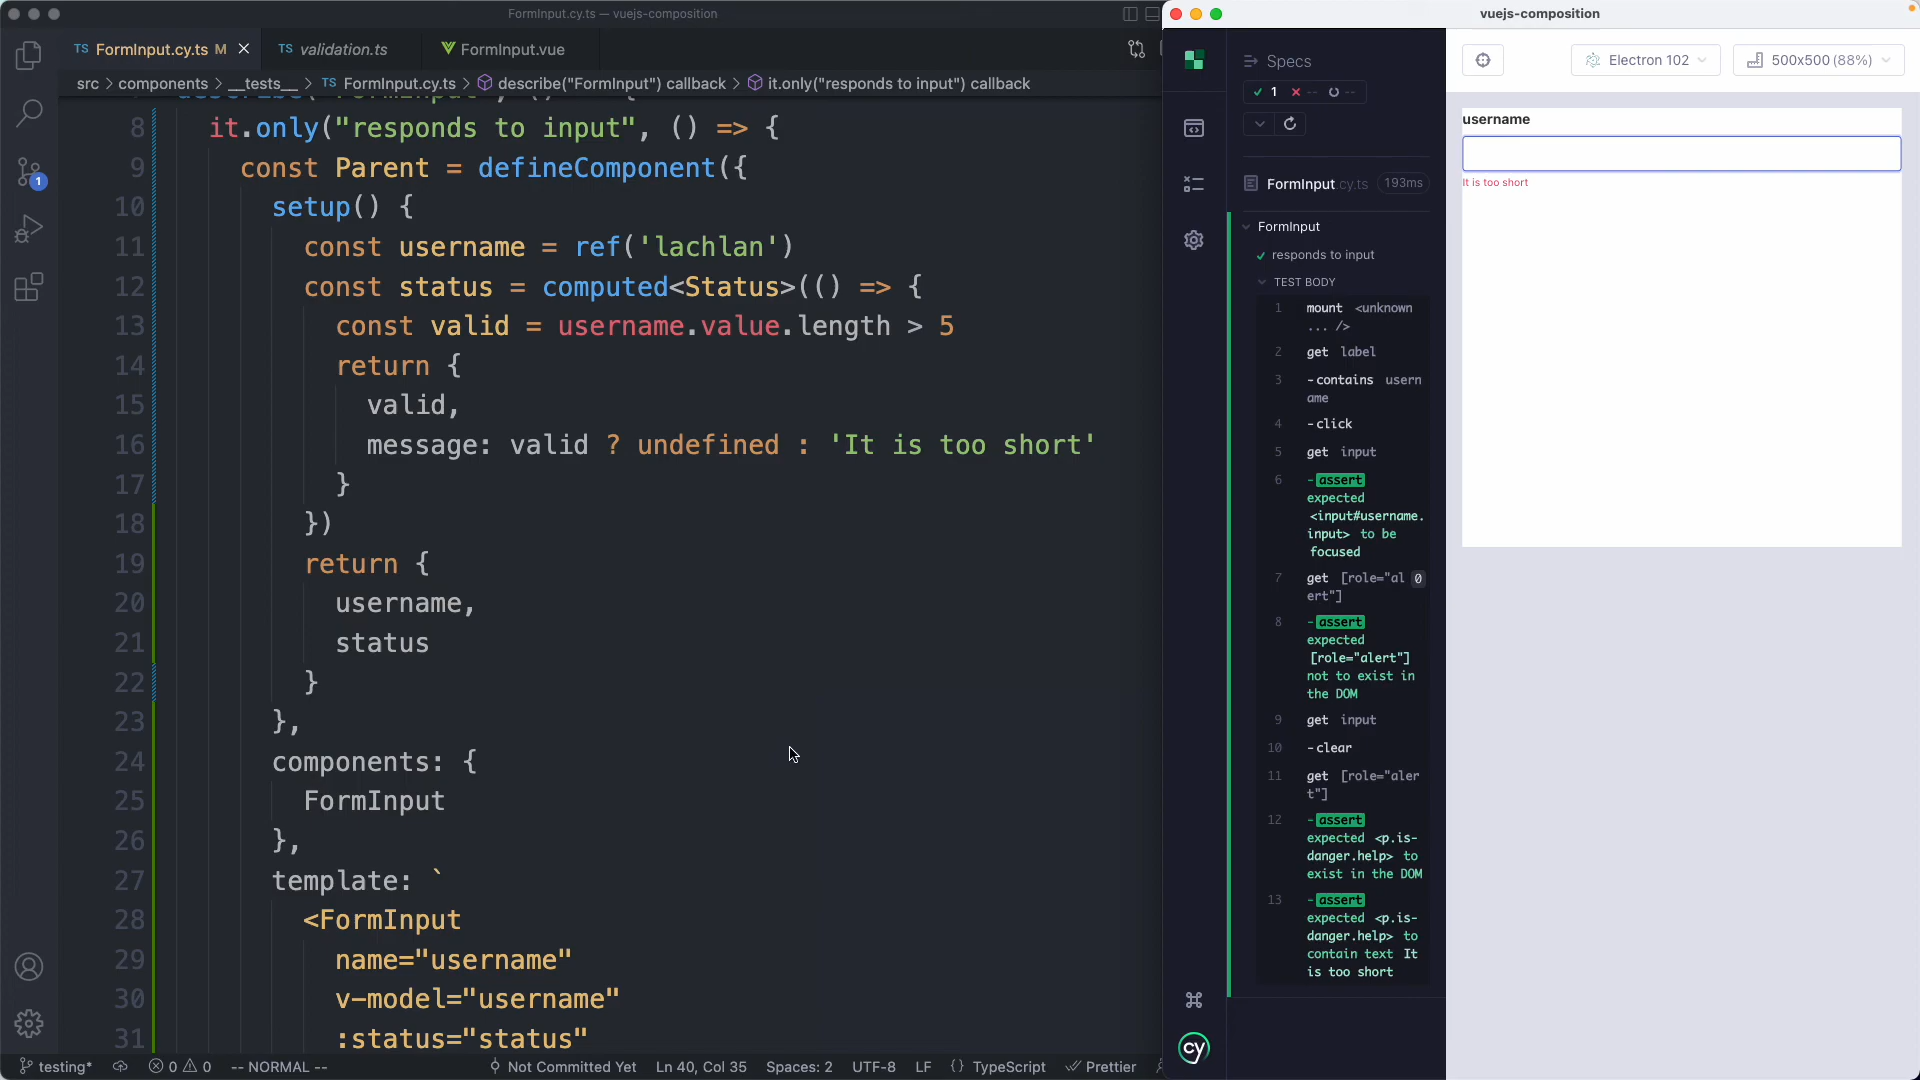 FormInput.cy.ts — vuejs-composition
TS FormInput.cy.ts M
TS validation.ts
FormInput.vue
src > components > __tests__ > TS FormInput.cy.ts > describe("FormInput") callback > it.only("responds to input") callback
8 it.only("responds to input", () => {
9 const Parent = defineComponent({
10 setup() {
11 const username = ref('lachlan')
12 const status = computed<Status>(() => {
13 const valid = username.value.length > 5
14 return {
15 valid,
16 message: valid ? undefined : 'It is too short'
17 }
18 })
19 return {
20 username,
21 status
22 }
23 },
24 components: {
25 FormInput
26 },
27 template: `
28 <FormInput
29 name="username"
30 v-model="username"
31 :status="status"
1
testing*
0 0
-- NORMAL --
Not Committed Yet
Ln 40, Col 35
Spaces: 2
UTF-8
LF
{} TypeScript
Prettier
vuejs-composition
Specs
1 -- --
FormInput.cy.ts 193ms
FormInput
responds to input
TEST BODY
1 mount <unknown
... />
2 get label
3 -contains usern
ame
4 -click
5 get input
6 -assert
expected
<input#username.
input> to be
focused
7 get [role="al 0
ert"]
8 -assert
expected
[role="alert"]
not to exist in
the DOM
9 get input
10 -clear
11 get [role="aler
t"]
12 -assert
expected <p.is-
danger.help> to
exist in the DOM
13 -assert
expected <p.is-
danger.help> to
contain text It
is too short
cy
Electron 102
500x500 (88%)
username
It is too short